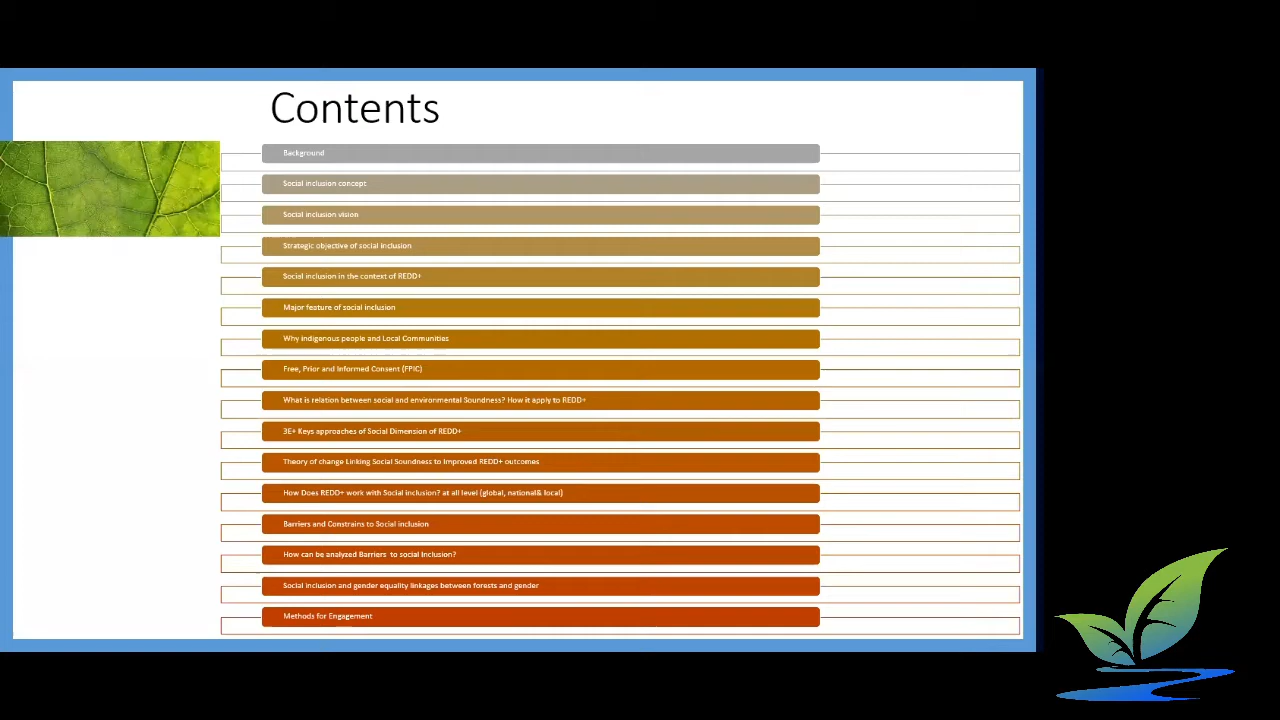 Contents
Background
Social inclusion concept
Social inclusion vision
Strategic objective of social Inclusion
Social inclusion in the context of REDD+
Major feature of social inclusion
Why indigenous people and Local Communities
Free, Prior and Informed Consent (FPIC)
What is relation between social and environmental Soundness? How it apply to REDD+
3E+ Keys approaches of Social Dimension of REDD+
Theory of change Linking Social Soundness to Improved REDD+ outcomes
How Does REDD+ work with Social inclusion? at all level (global, national& local)
Barriers and Constrains to Social inclusion
How can be analyzed Barriers to social Inclusion?
Social inclusion and gender equality linkages between forests and gender
Methods for Engagement